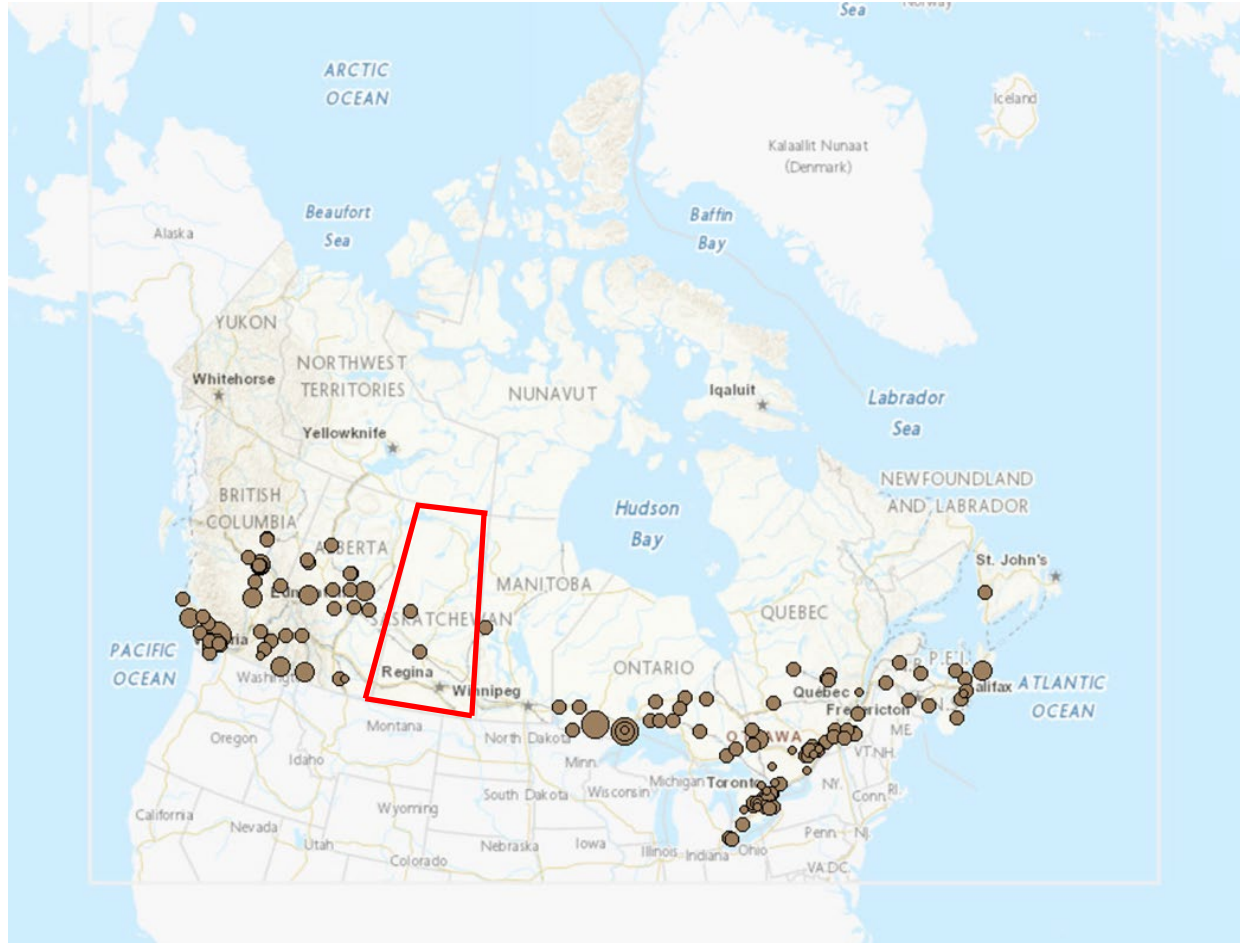 Sea
Norway
ARCTIC
OCEAN
Iceland
Kalaallit Nunaat
(Denmark)
Beaufort
Sea
Baffin
Bay
Alaska
YUKON
NORTHWEST
TERRITORIES
Whitehorse
NUNAVUT
Iqaluit
Labrador
Sea
Yellowknife
NEWFOUNDLAND
AND LABRADOR
BRITISH
COLUMBIA
Hudson
Bay
ALBERTA
St. John's
MANITOBA
SASKATCHEWAN
QUEBEC
PACIFIC
OCEAN
ONTARIO
P.E.I.
Regina
Winnipeg
Québec
Halifax
ATLANTIC
OCEAN
Fredericton
Montana
North Dakota
ME.
Oregon
OTTAWA
VT.
N.H.
Idaho
Minn.
Michigan
Toronto
NY.
Conn.
RI.
South Dakota
Wisconsin
Wyoming
California
Nevada
Utah
Nebraska
Iowa
Penn.
NJ.
Colorado
Illinois
Indiana
Ohio
VA.
DC.